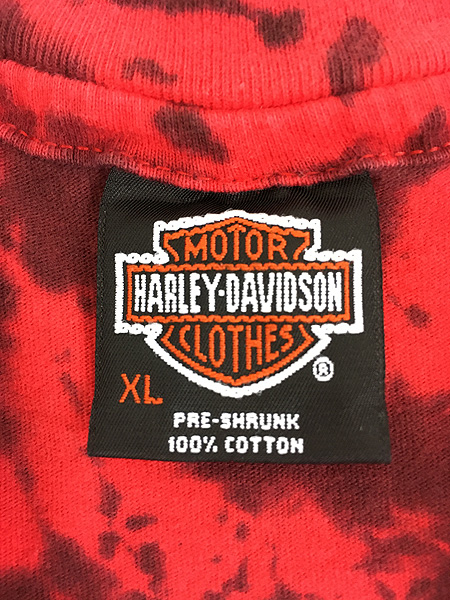 MOTOR
HARLEY-DAVIDSON
CLOTHES
®
XL
PRE-SHRUNK
100% COTTON